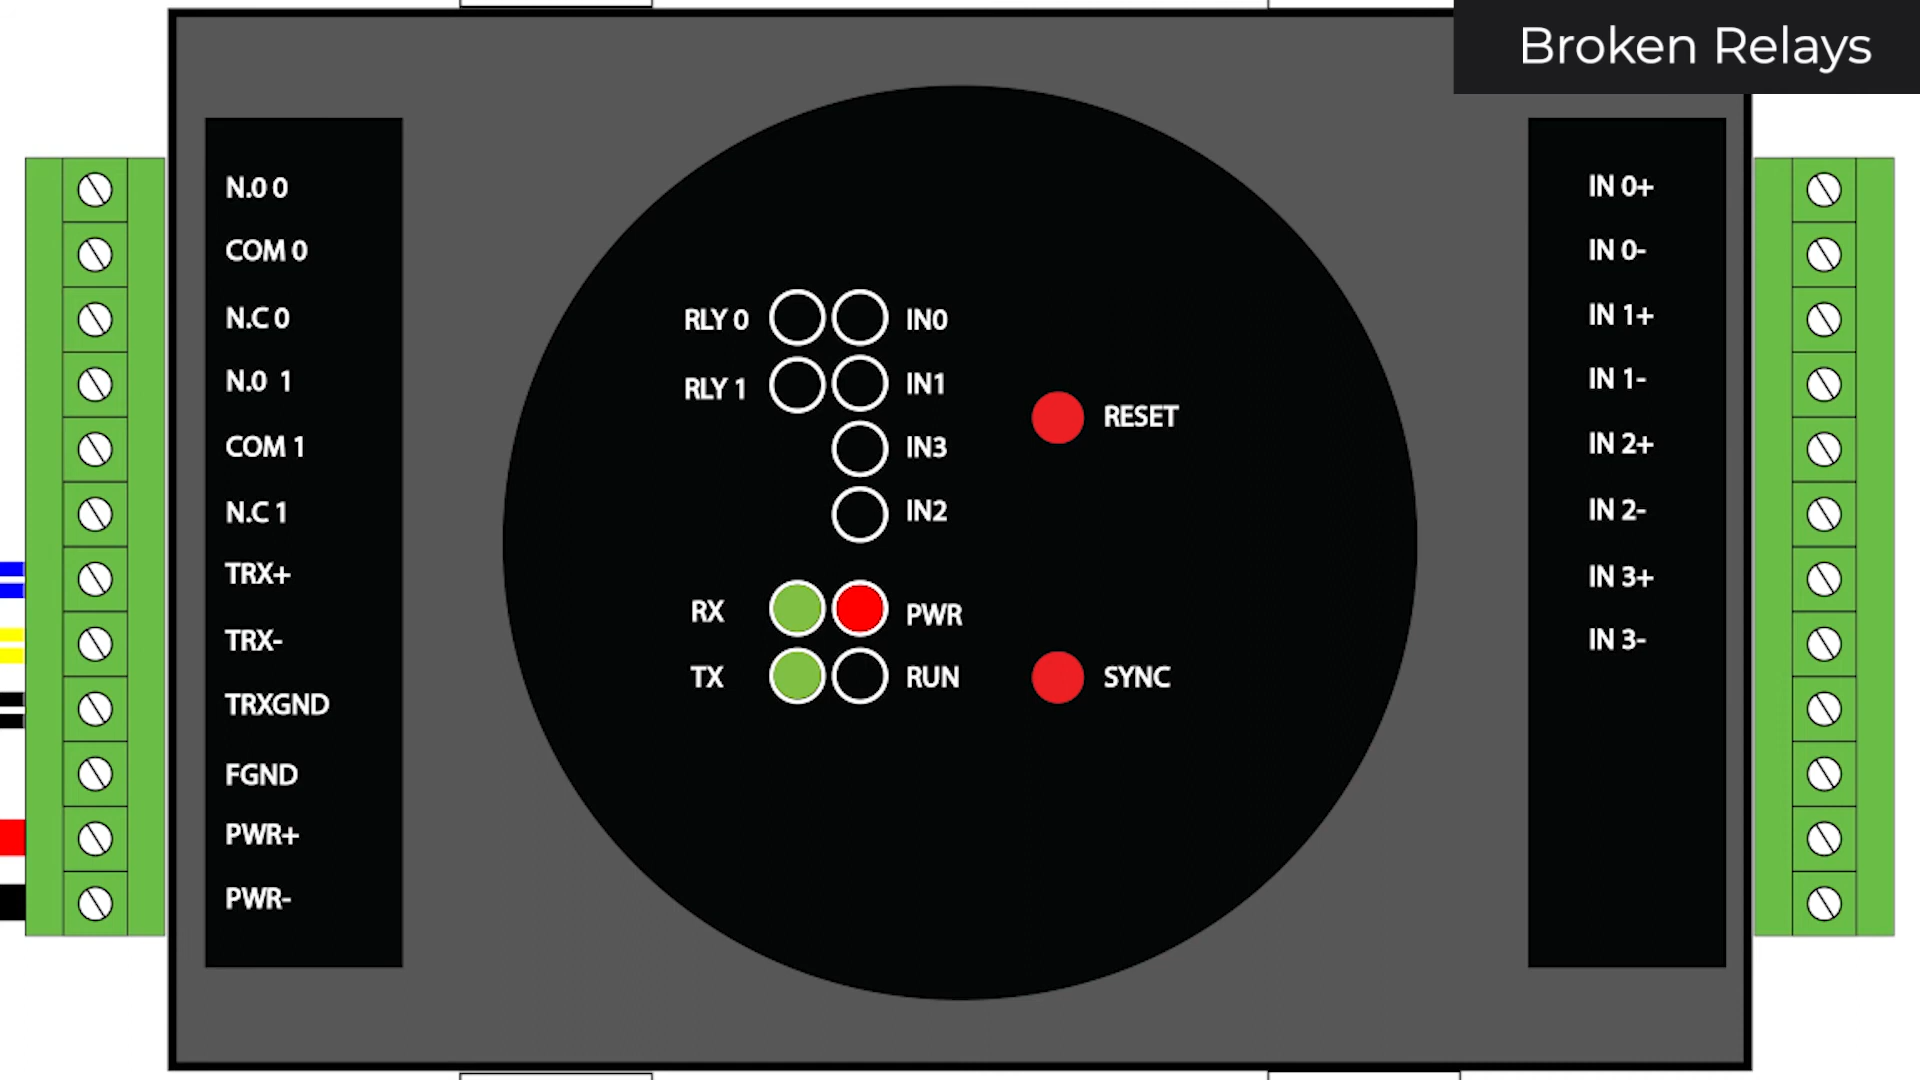 Broken Relays
N.0 0
COM 0
N.C 0
N.0 1
COM 1
N.C 1
TRX+
TRX-
TRXGND
FGND
PWR+
PWR-
RLY 0
IN0
RLY 1
IN1
IN3
IN2
RESET
RX
PWR
TX
RUN
SYNC
IN 0+
IN 0-
IN 1+
IN 1-
IN 2+
IN 2-
IN 3+
IN 3-